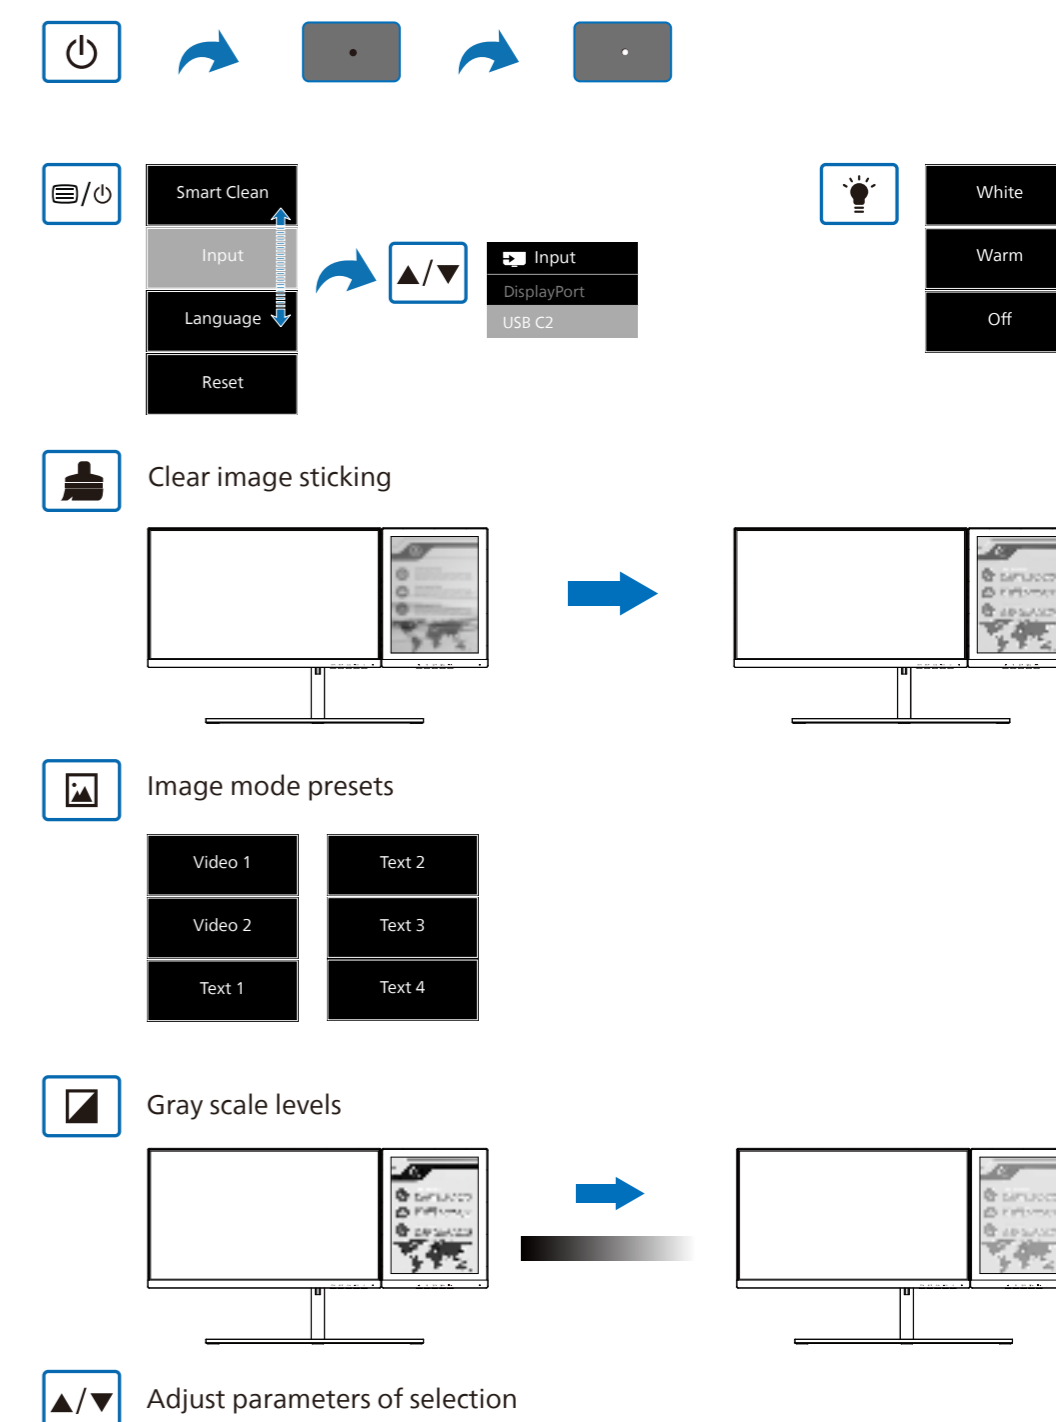 Smart Clean
Input
Language
Reset
Input
DisplayPort
USB C2
White
Warm
Off
Clear image sticking
Image mode presets
Video 1
Video 2
Text 1
Text 2
Text 3
Text 4
Gray scale levels
Adjust parameters of selection